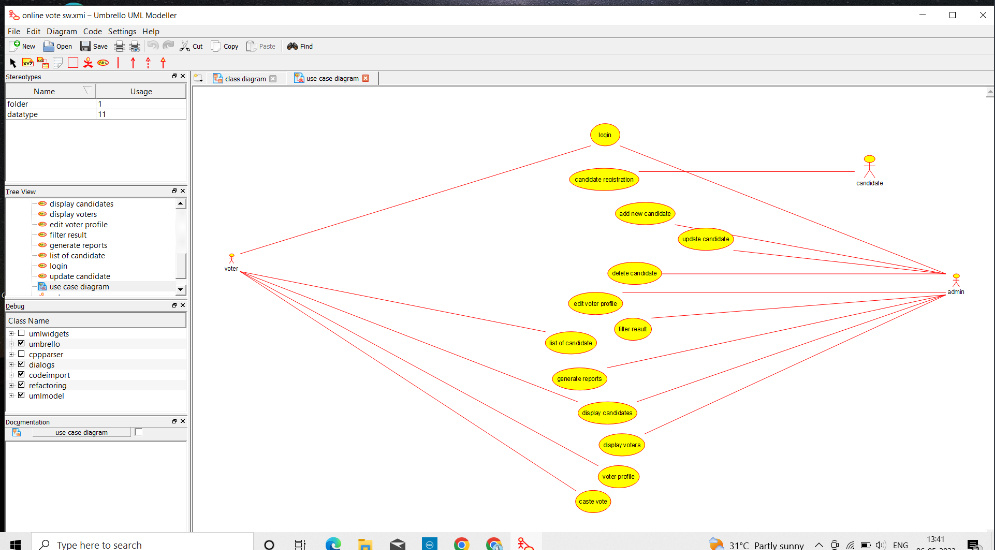 online vote sw.xmi – Umbrello UML Modeller
File Edit Diagram Code Settings Help
New Open Save Cut Copy Paste Find
Stereotypes
Name Usage
folder 1
datatype 11
Tree View
display candidates
display voters
edit voter profile
filter result
generate reports
list of candidate
login
update candidate
use case diagram
Debug
Class Name
umlwidgets
umbrello
cppparser
dialogs
codeimport
refactoring
umlmodel
Documentation
use case diagram
class diagram use case diagram
login
candidate registration
candidate
add new candidate
update candidate
voter
delete candidate
admin
edit voter profile
filter result
list of candidate
generate reports
display candidates
display voters
voter profile
caste vote
Type here to search
31°C Partly sunny ENG 13:41